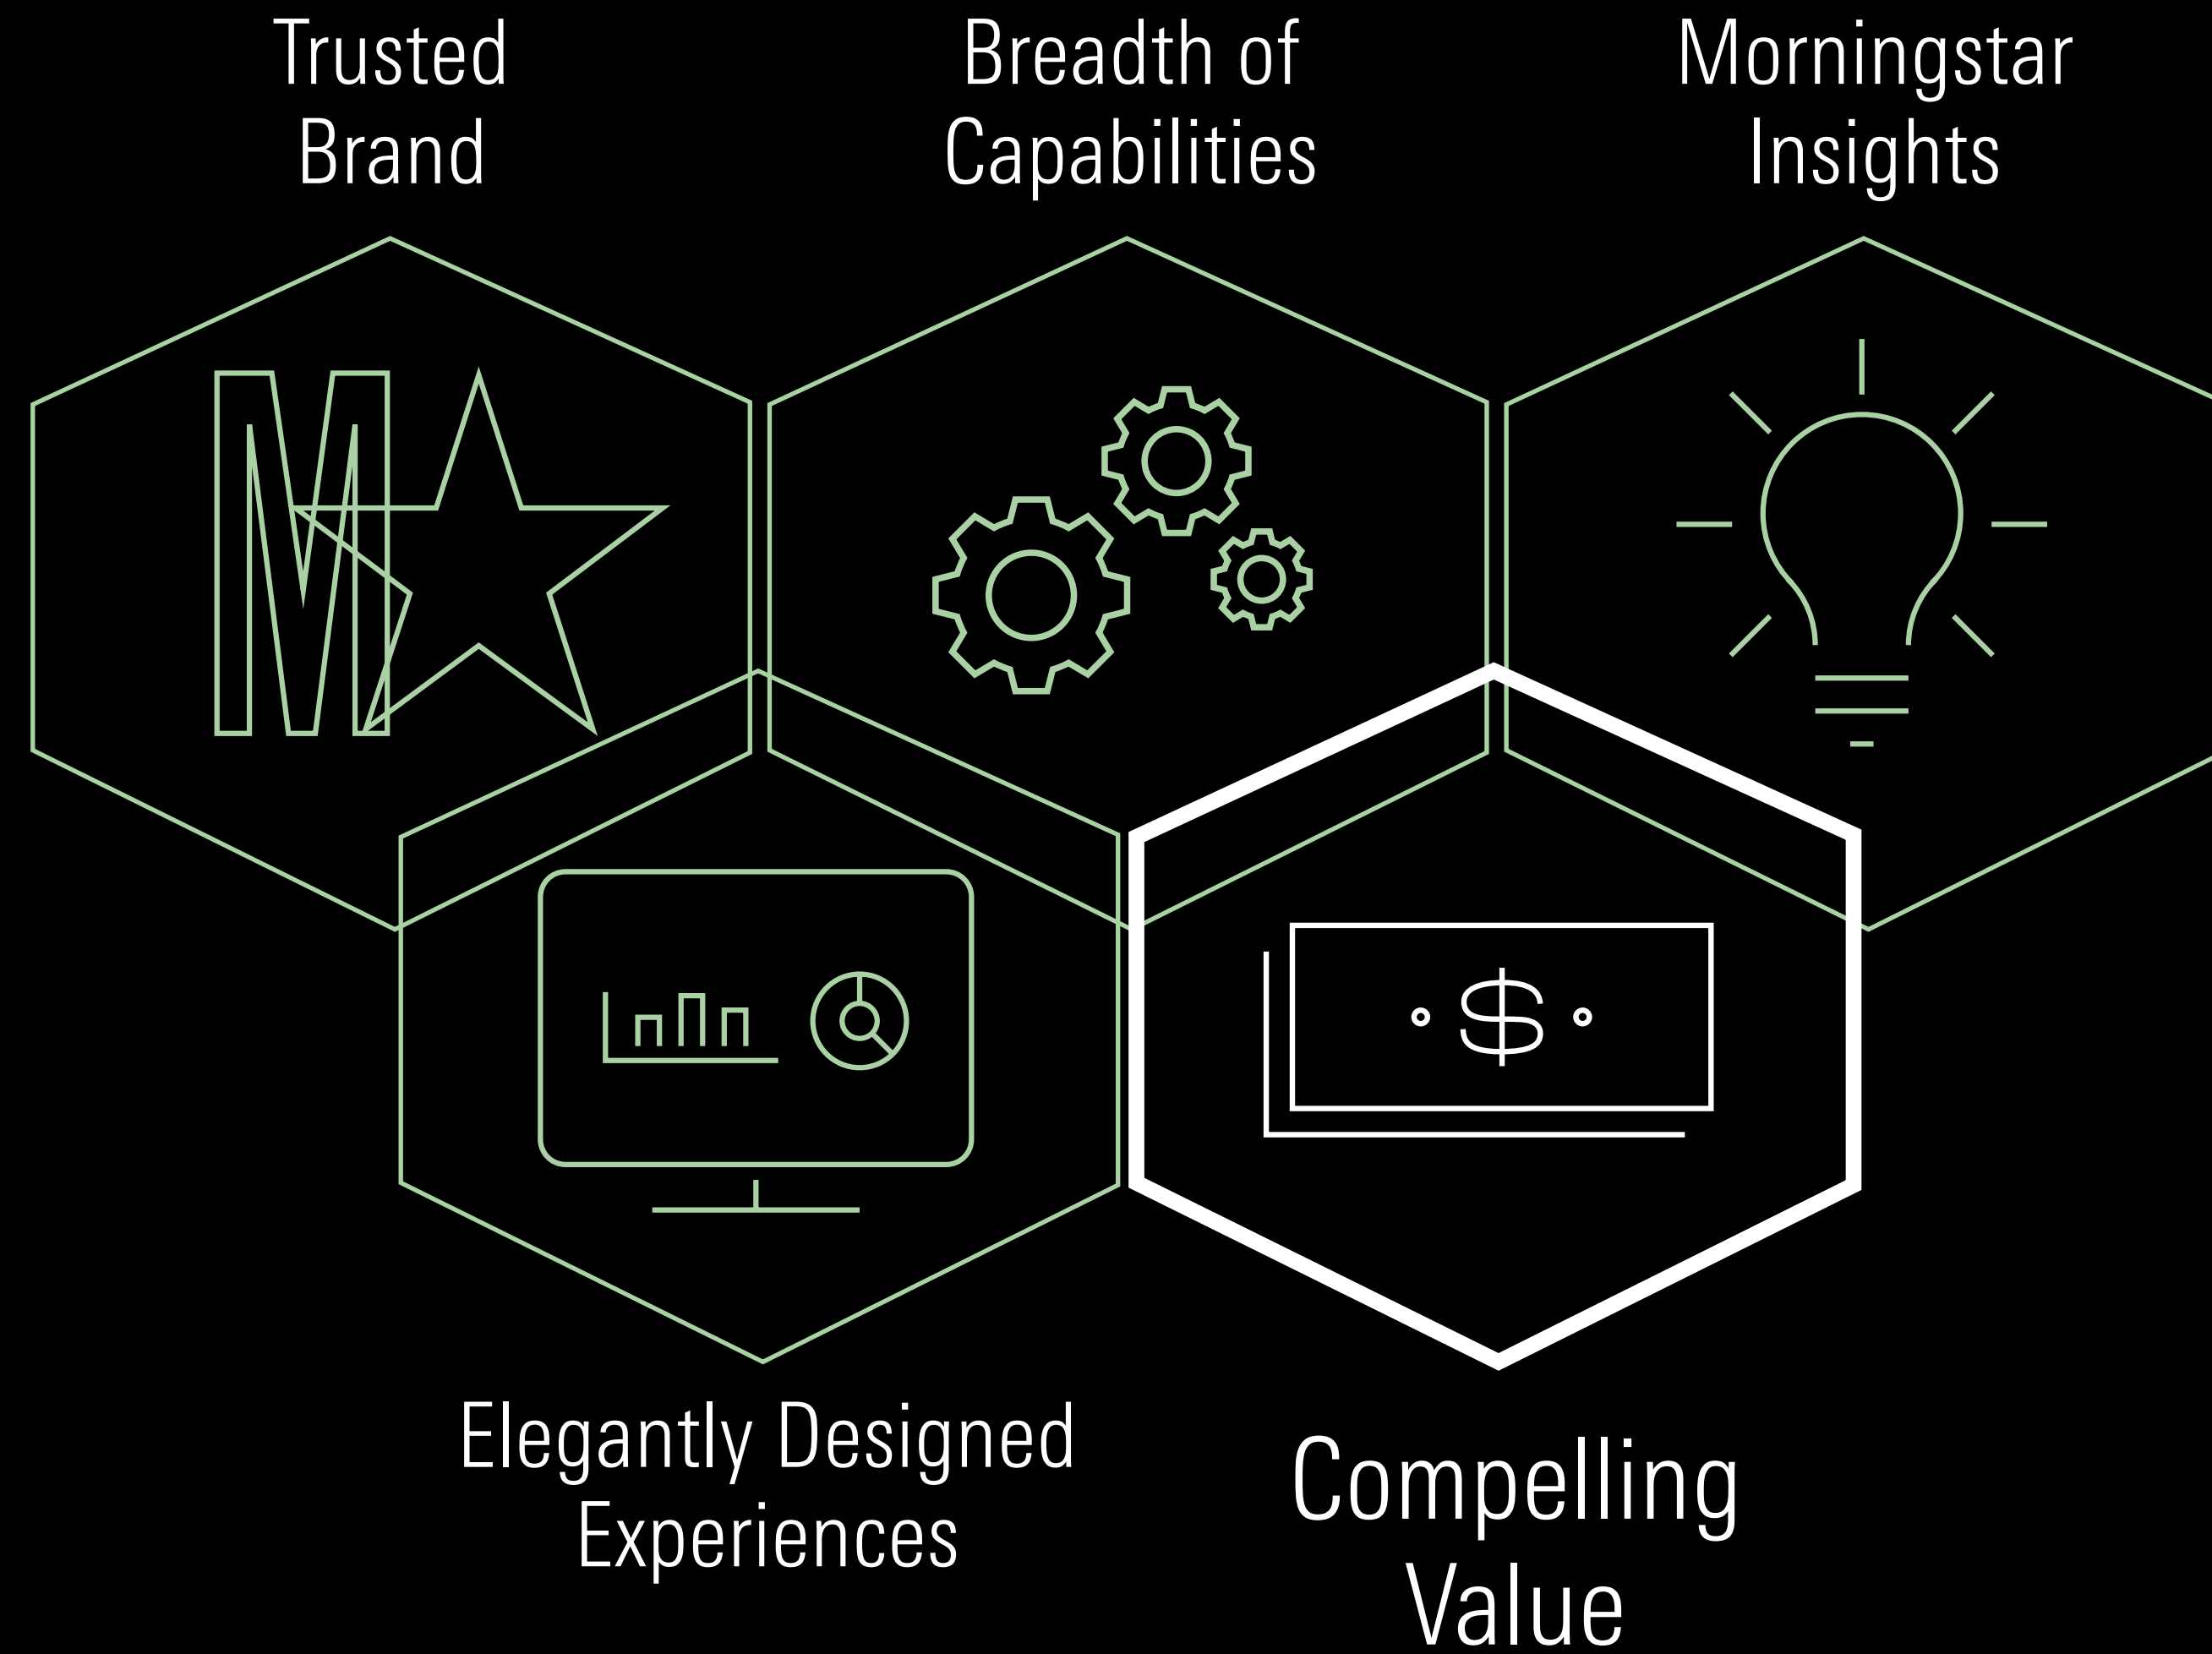 Trusted
Brand
Breadth of
Capabilities
Morningstar
Insights
M
$
Elegantly Designed
Experiences
Compelling
Value